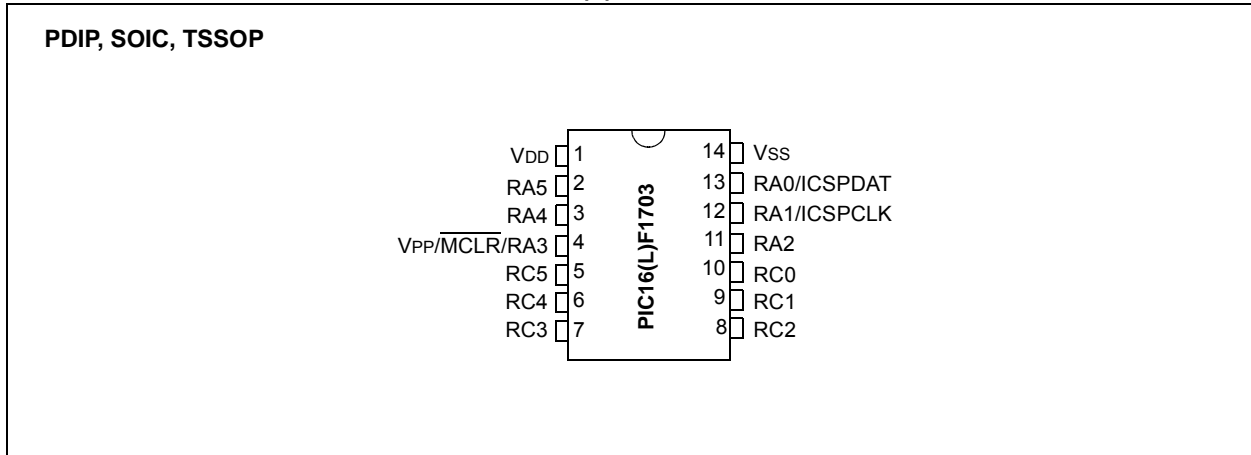 PDIP, SOIC, TSSOP
VDD 1 14 VSS
RA5 2 13 RA0/ICSPDAT
RA4 3 12 RA1/ICSPCLK
VPP/MCLR/RA3 4 11 RA2
RC5 5 10 RC0
RC4 6 9 RC1
RC3 7 8 RC2
PIC16(L)F1703